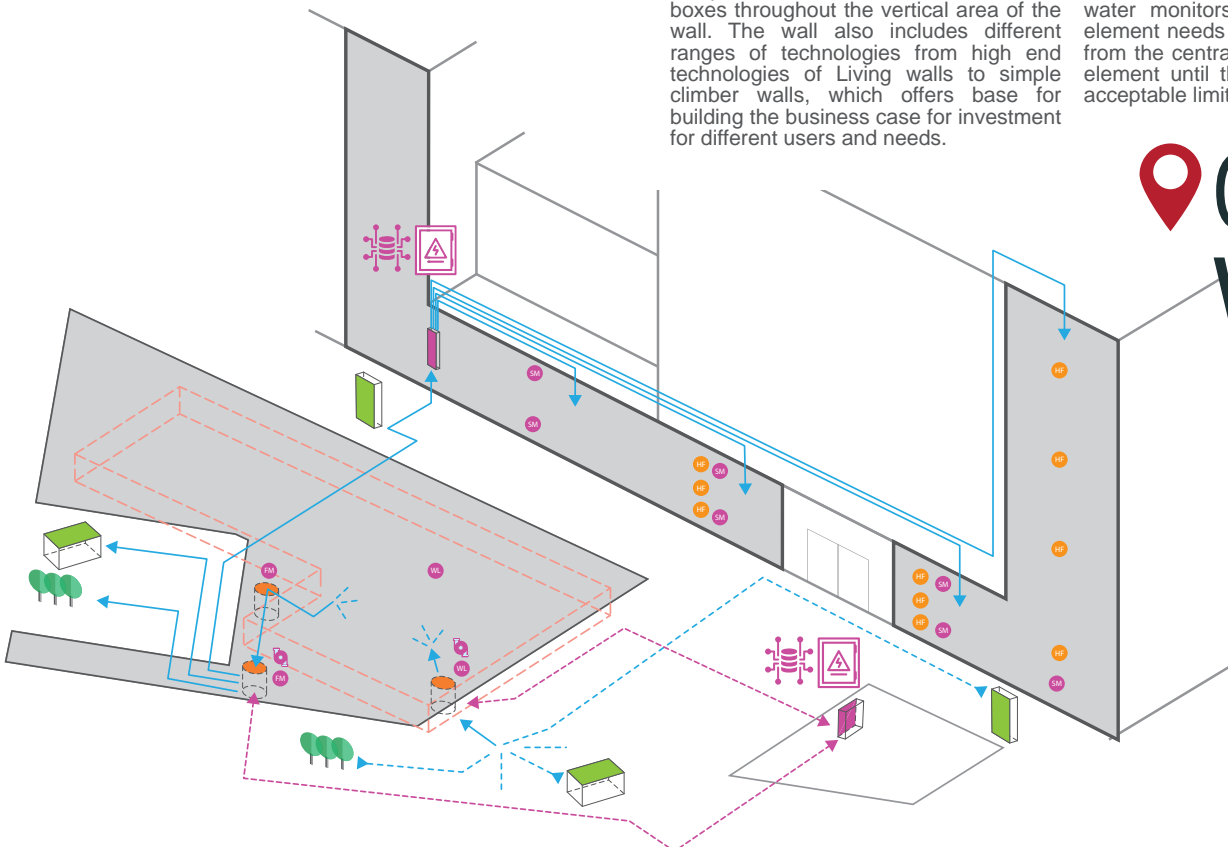 boxes throughout the vertical area of the
wall. The wall also includes different
ranges of technologies from high end
technologies of Living walls to simple
climber walls, which offers base for
building the business case for investment
for different users and needs.
water monitors
element needs
from the centra
element until t
acceptable limit
SM
SM
HF
SM
HF
HF
SM
HF
HF
HF
HF
SM
HF
HF
SM
HF
SM
FM
WL
WL
FM